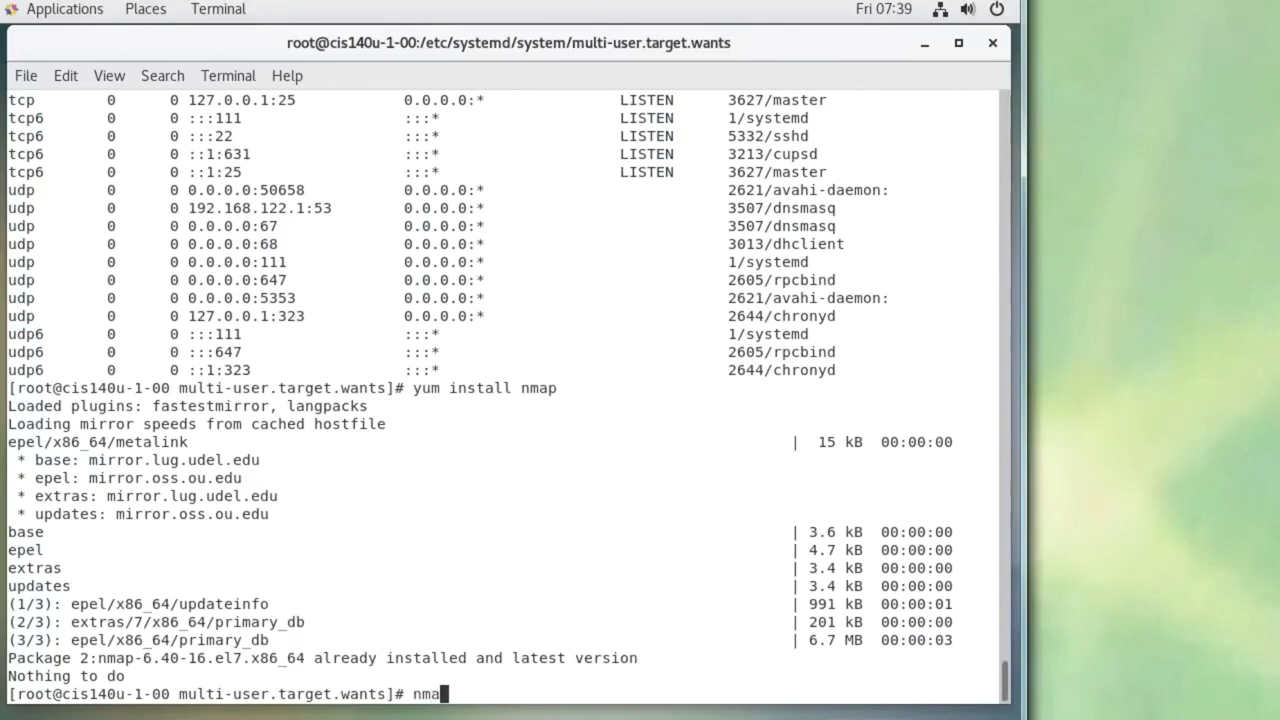 Applications Places Terminal Fri 07:39
root@cis140u-1-00:/etc/systemd/system/multi-user.target.wants
File Edit View Search Terminal Help
tcp 0 0 127.0.0.1:25 0.0.0.0:* LISTEN 3627/master
tcp6 0 0 :::111 :::* LISTEN 1/systemd
tcp6 0 0 :::22 :::* LISTEN 5332/sshd
tcp6 0 0 ::1:631 :::* LISTEN 3213/cupsd
tcp6 0 0 ::1:25 :::* LISTEN 3627/master
udp 0 0 0.0.0.0:50658 0.0.0.0:* 2621/avahi-daemon:
udp 0 0 192.168.122.1:53 0.0.0.0:* 3507/dnsmasq
udp 0 0 0.0.0.0:67 0.0.0.0:* 3507/dnsmasq
udp 0 0 0.0.0.0:68 0.0.0.0:* 3013/dhclient
udp 0 0 0.0.0.0:111 0.0.0.0:* 1/systemd
udp 0 0 0.0.0.0:647 0.0.0.0:* 2605/rpcbind
udp 0 0 0.0.0.0:5353 0.0.0.0:* 2621/avahi-daemon:
udp 0 0 127.0.0.1:323 0.0.0.0:* 2644/chronyd
udp6 0 0 :::111 :::* 1/systemd
udp6 0 0 :::647 :::* 2605/rpcbind
udp6 0 0 ::1:323 :::* 2644/chronyd
[root@cis140u-1-00 multi-user.target.wants]# yum install nmap
Loaded plugins: fastestmirror, langpacks
Loading mirror speeds from cached hostfile
epel/x86_64/metalink | 15 kB 00:00:00
* base: mirror.lug.udel.edu
* epel: mirror.oss.ou.edu
* extras: mirror.lug.udel.edu
* updates: mirror.oss.ou.edu
base | 3.6 kB 00:00:00
epel | 4.7 kB 00:00:00
extras | 3.4 kB 00:00:00
updates | 3.4 kB 00:00:00
(1/3): epel/x86_64/updateinfo | 991 kB 00:00:01
(2/3): extras/7/x86_64/primary_db | 201 kB 00:00:00
(3/3): epel/x86_64/primary_db | 6.7 MB 00:00:03
Package 2:nmap-6.40-16.el7.x86_64 already installed and latest version
Nothing to do
[root@cis140u-1-00 multi-user.target.wants]# nma